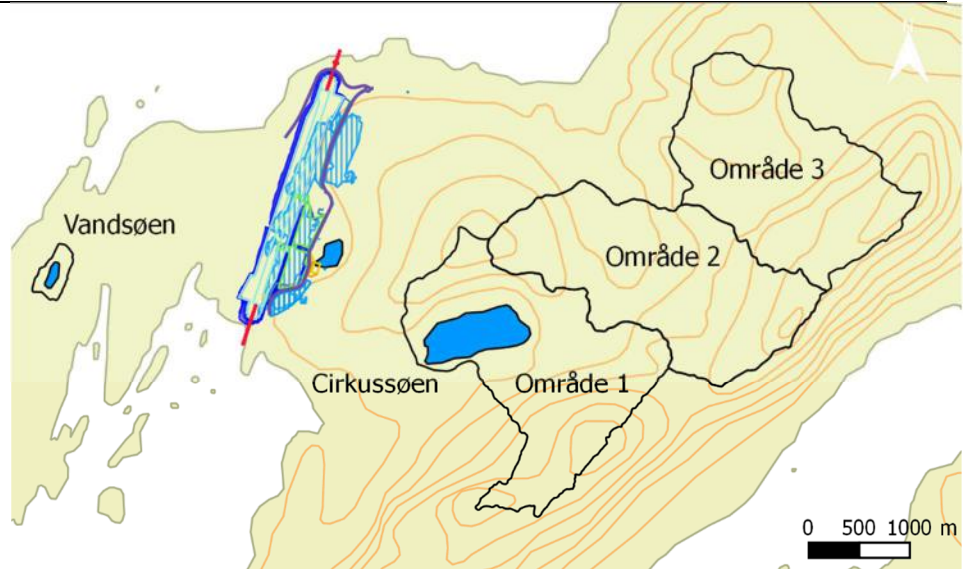 N
Område 3
Vandsøen
Område 2
Cirkussøen
Område 1
0 500 1000 m